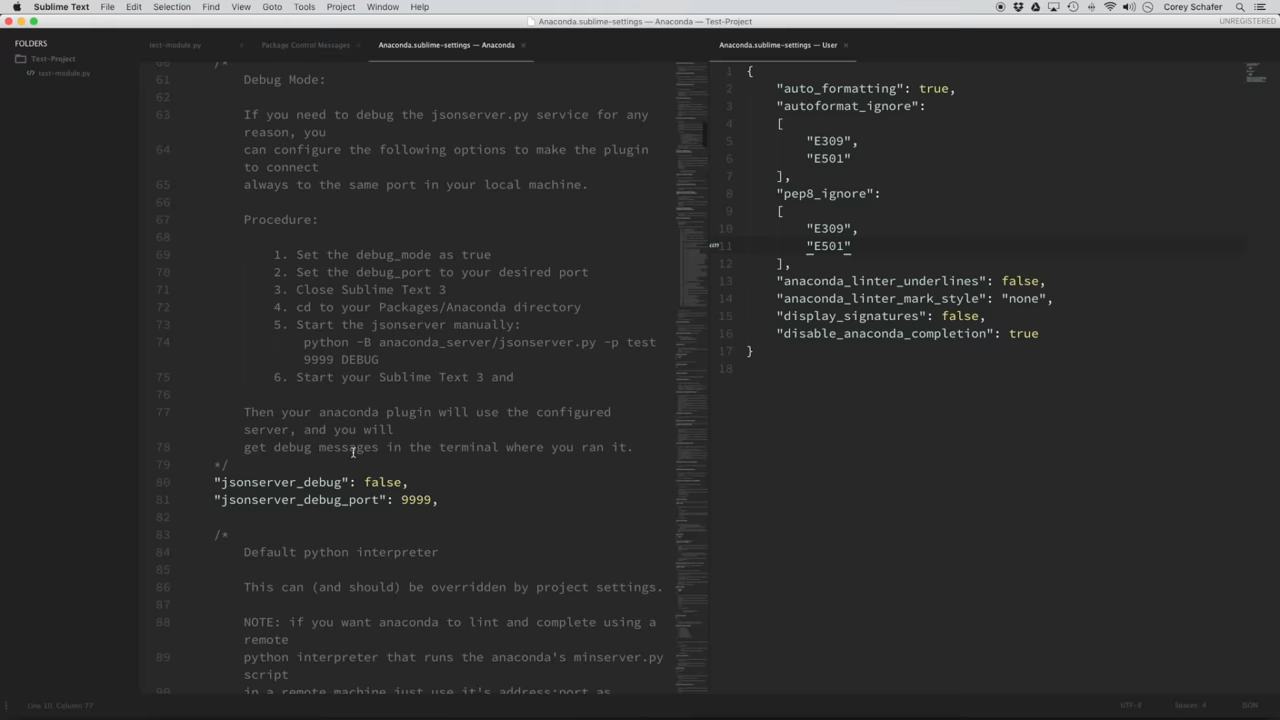 Sublime Text File Edit Selection Find View Goto Tools Project Window Help Corey Schafer
Anaconda.sublime-settings — Anaconda — Test-Project UNREGISTERED
FOLDERS
Test-Project
test-module.py
test-module.py × Package Control Messages × Anaconda.sublime-settings — Anaconda ×
60 /*
61 Debug Mode:
62
63 If you need to debug the jsonserver.py service for any
reason, you
64 can configure the following options to make the plugin
to connect
65 always to the same port in your local machine.
66
67 Procedure:
68
69 1. Set the debug_mode as true
70 2. Set the debug_port to your desired port
71 3. Close Sublime Text 3
72 4. cd to your Packages/Anaconda directory
73 5. Start the jsonserver manually:
74 python -B anaconda_server/jsonserver.py -p test
9999 DEBUG
75 6. Start your Sublime Text 3 and
76
77 Then your anaconda plugin will use the configured
server, and you will
78 get debug messages in the terminal where you ran it.
79 */
80 "jsonserver_debug": false,
81 "jsonserver_debug_port": 9999,
82
83 /*
84 Default python interpreter
85
86 This can (and should) be overridden by project settings.
87
88 NOTE: if you want anaconda to lint and complete using a
remote
89 python interpreter that runs the anaconda's minserver.py
script
90 in a remote machine just use it's address:port as
Anaconda.sublime-settings — User ×
1 {
2 "auto_formatting": true,
3 "autoformat_ignore":
4 [
5 "E309",
6 "E501"
7 ],
8 "pep8_ignore":
9 [
10 "E309",
11 "E501"
12 ],
13 "anaconda_linter_underlines": false,
14 "anaconda_linter_mark_style": "none",
15 "display_signatures": false,
16 "disable_anaconda_completion": true
17 }
18
Line 10, Column 77 UTF-8 Spaces: 4 JSON